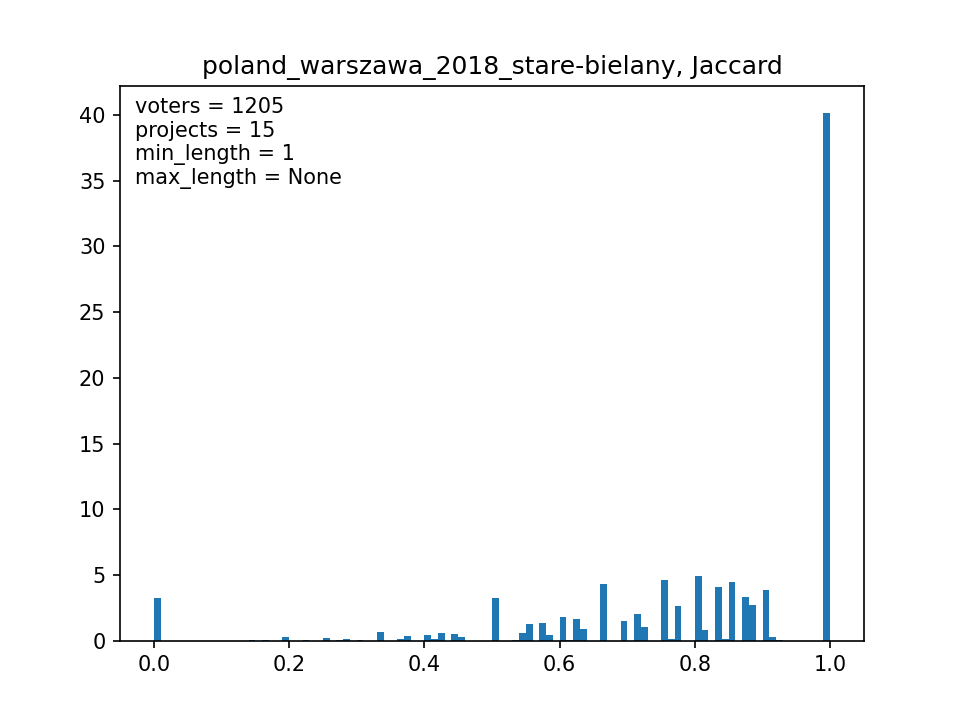 poland_warszawa_2018_stare-bielany, Jaccard
voters = 1205
projects = 15
min_length = 1
max_length = None
40
35
30
25
20
15
10
5
0
0.0 0.2 0.4 0.6 0.8 1.0